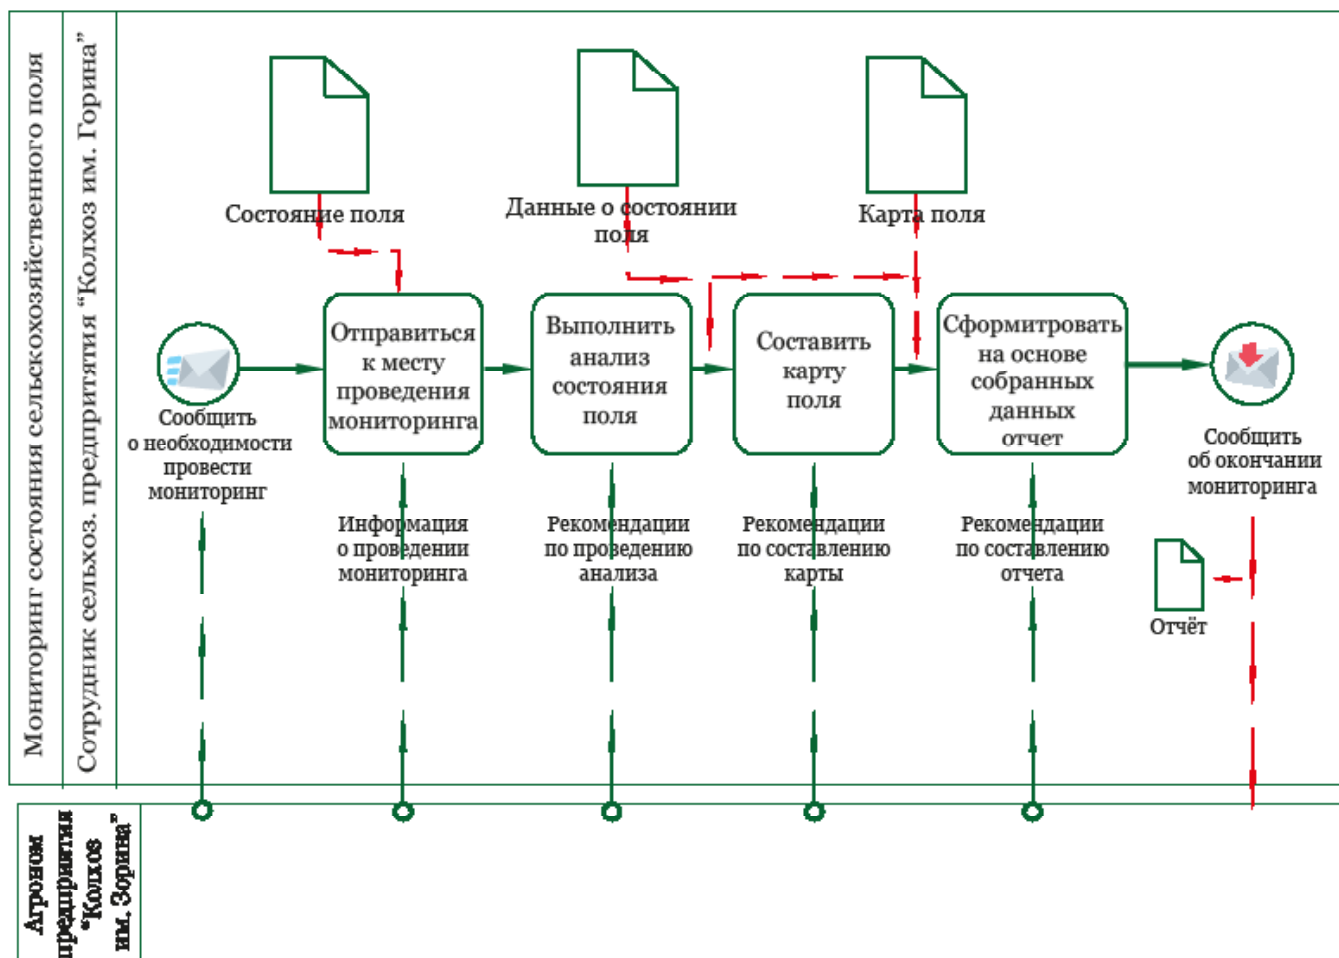 Мониторинг состояния сельскохозяйственного поля
Сотрудник сельхоз. предпритятия “Колхоз им. Горина”
Состояние поля
Данные о состоянии
поля
Карта поля
Сообщить
о необходимости
провести
мониторинг
Отправиться
к месту
проведения
мониторинга
Выполнить
анализ
состояния
поля
Составить
карту
поля
Сформитровать
на основе
собранных
данных
отчет
Сообщить
об окончании
мониторинга
Информация
о проведении
мониторинга
Рекомендации
по проведению
анализа
Рекомендации
по составлению
карты
Рекомендации
по составлению
отчета
Отчёт
Агроном
предприятия
“Колхоз
им. Зорина”